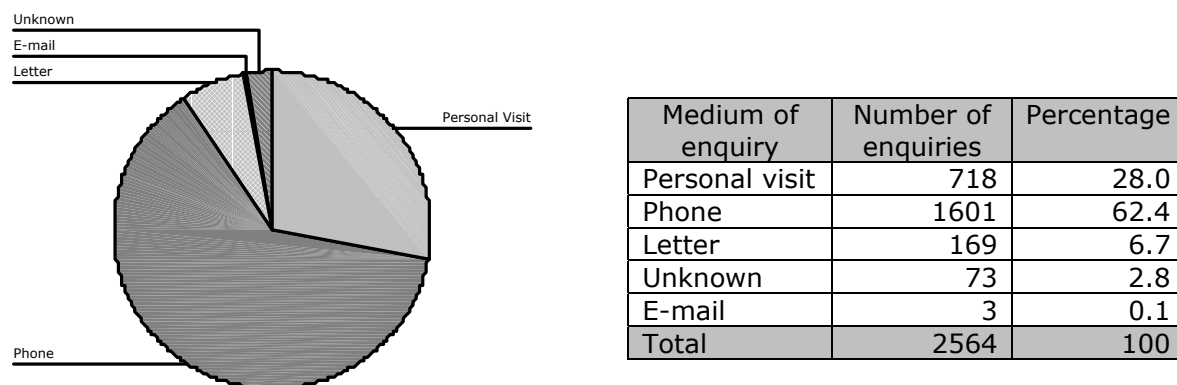 Unknown
E-mail
Letter
Personal Visit
Phone
Medium of enquiry Number of enquiries Percentage
Personal visit 718 28.0
Phone 1601 62.4
Letter 169 6.7
Unknown 73 2.8
E-mail 3 0.1
Total 2564 100